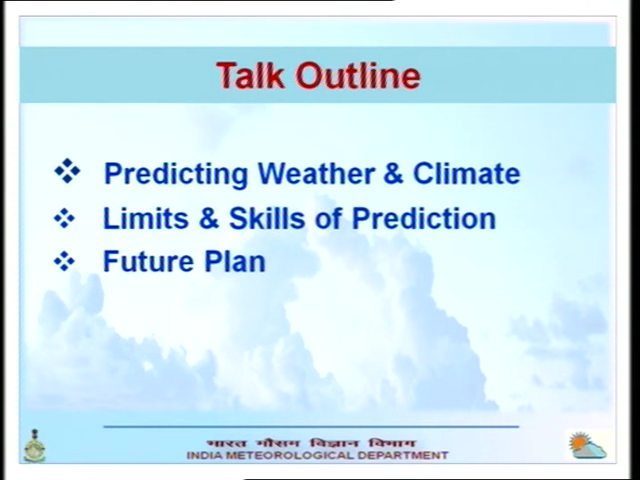 Talk Outline
Predicting Weather & Climate
Limits & Skills of Prediction
Future Plan
भारत मौसम विज्ञान विभाग
INDIA METEOROLOGICAL DEPARTMENT